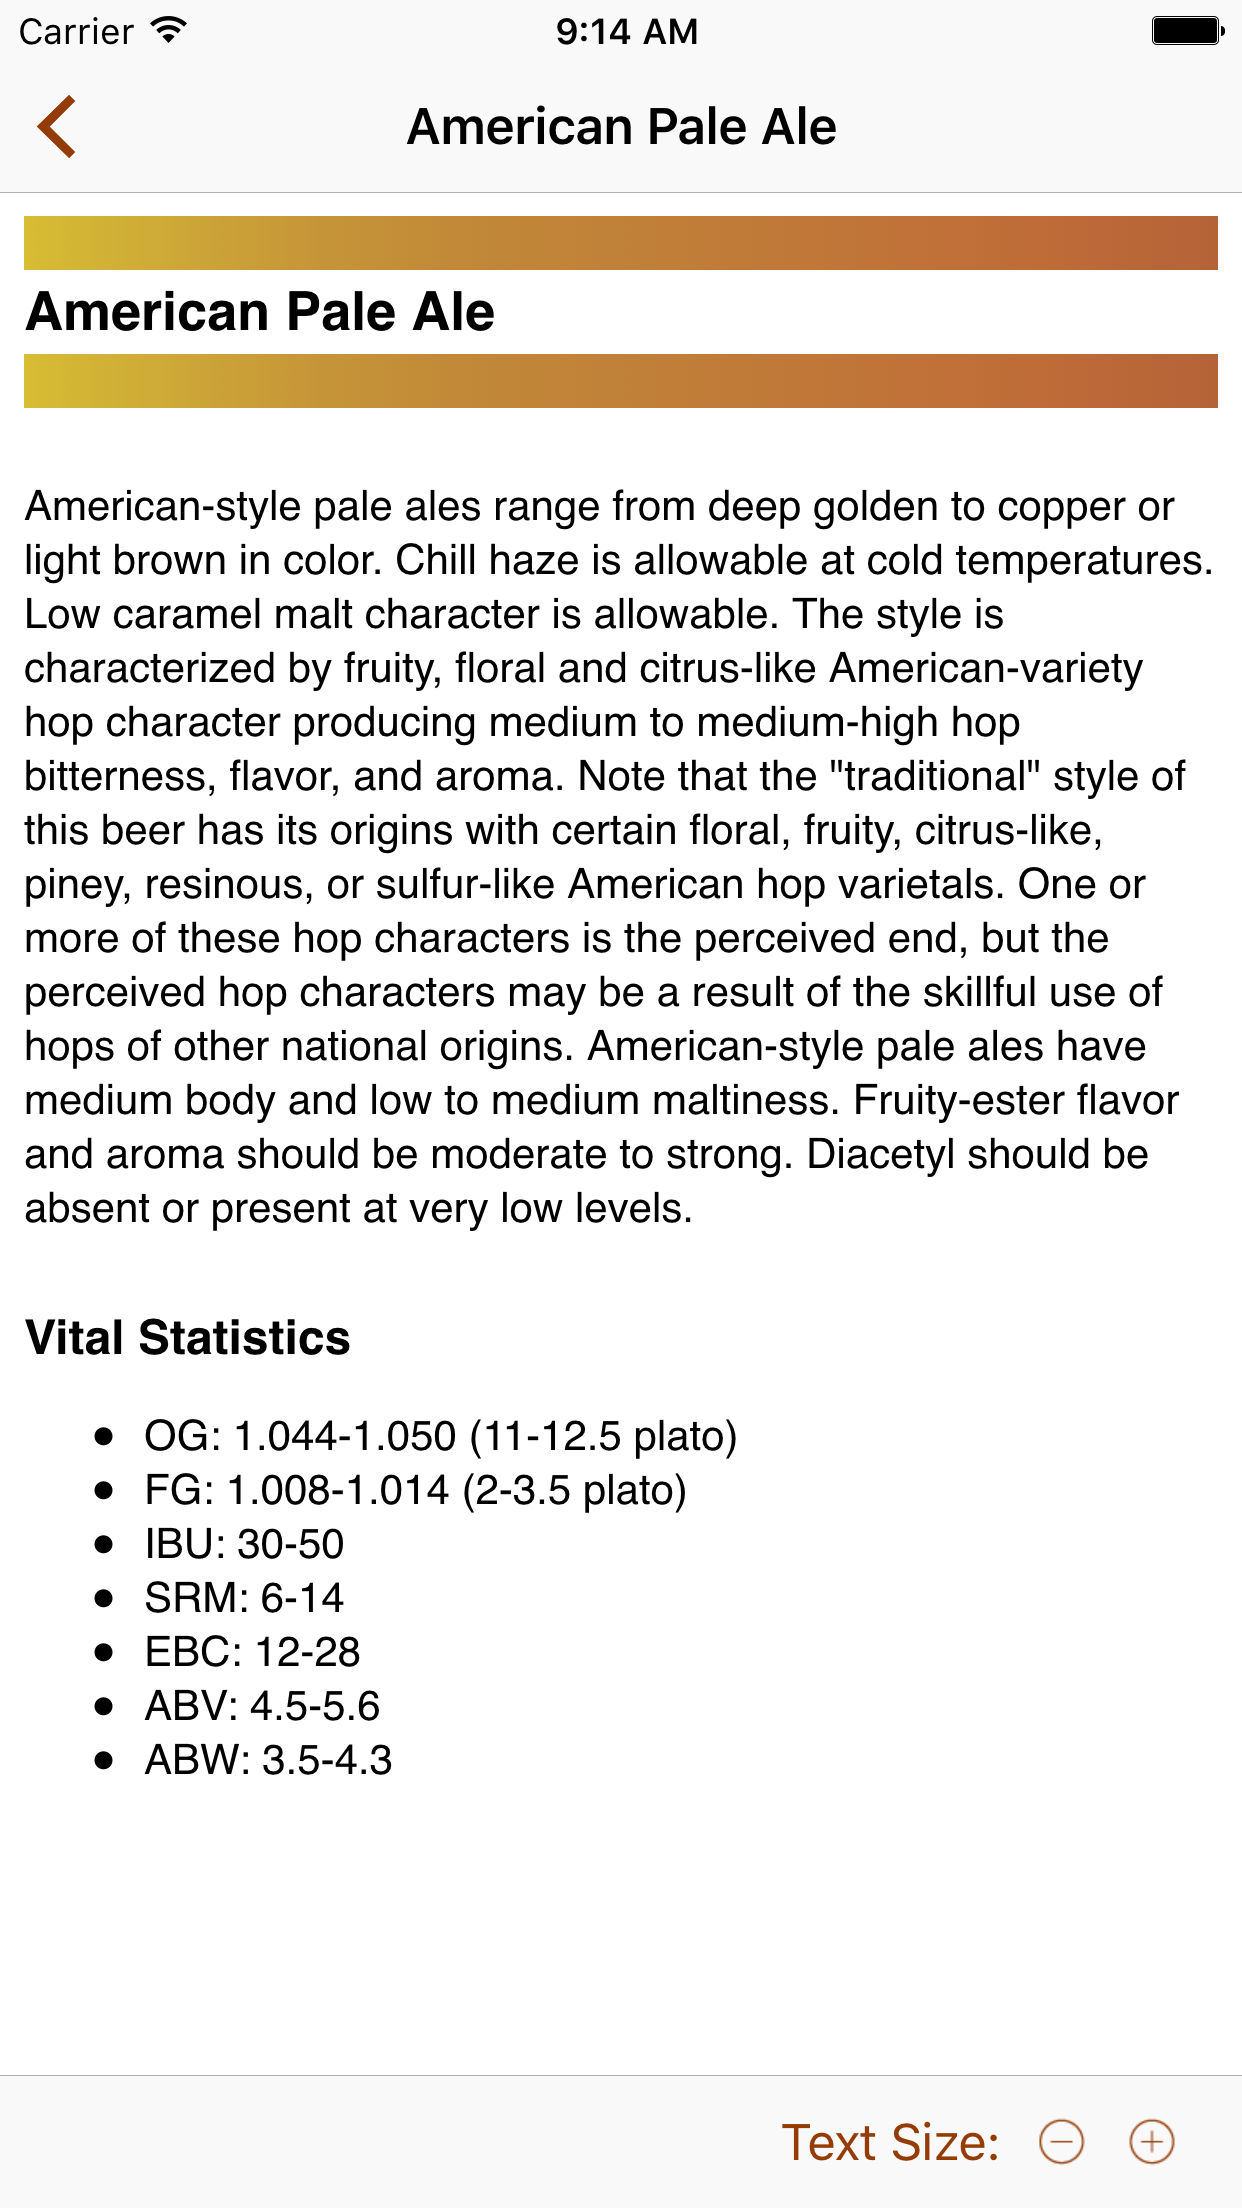 Carrier
9:14 AM
American Pale Ale
American Pale Ale
American-style pale ales range from deep golden to copper or
light brown in color. Chill haze is allowable at cold temperatures.
Low caramel malt character is allowable. The style is
characterized by fruity, floral and citrus-like American-variety
hop character producing medium to medium-high hop
bitterness, flavor, and aroma. Note that the "traditional" style of
this beer has its origins with certain floral, fruity, citrus-like,
piney, resinous, or sulfur-like American hop varietals. One or
more of these hop characters is the perceived end, but the
perceived hop characters may be a result of the skillful use of
hops of other national origins. American-style pale ales have
medium body and low to medium maltiness. Fruity-ester flavor
and aroma should be moderate to strong. Diacetyl should be
absent or present at very low levels.
Vital Statistics
● OG: 1.044-1.050 (11-12.5 plato)
● FG: 1.008-1.014 (2-3.5 plato)
● IBU: 30-50
● SRM: 6-14
● EBC: 12-28
● ABV: 4.5-5.6
● ABW: 3.5-4.3
Text Size: